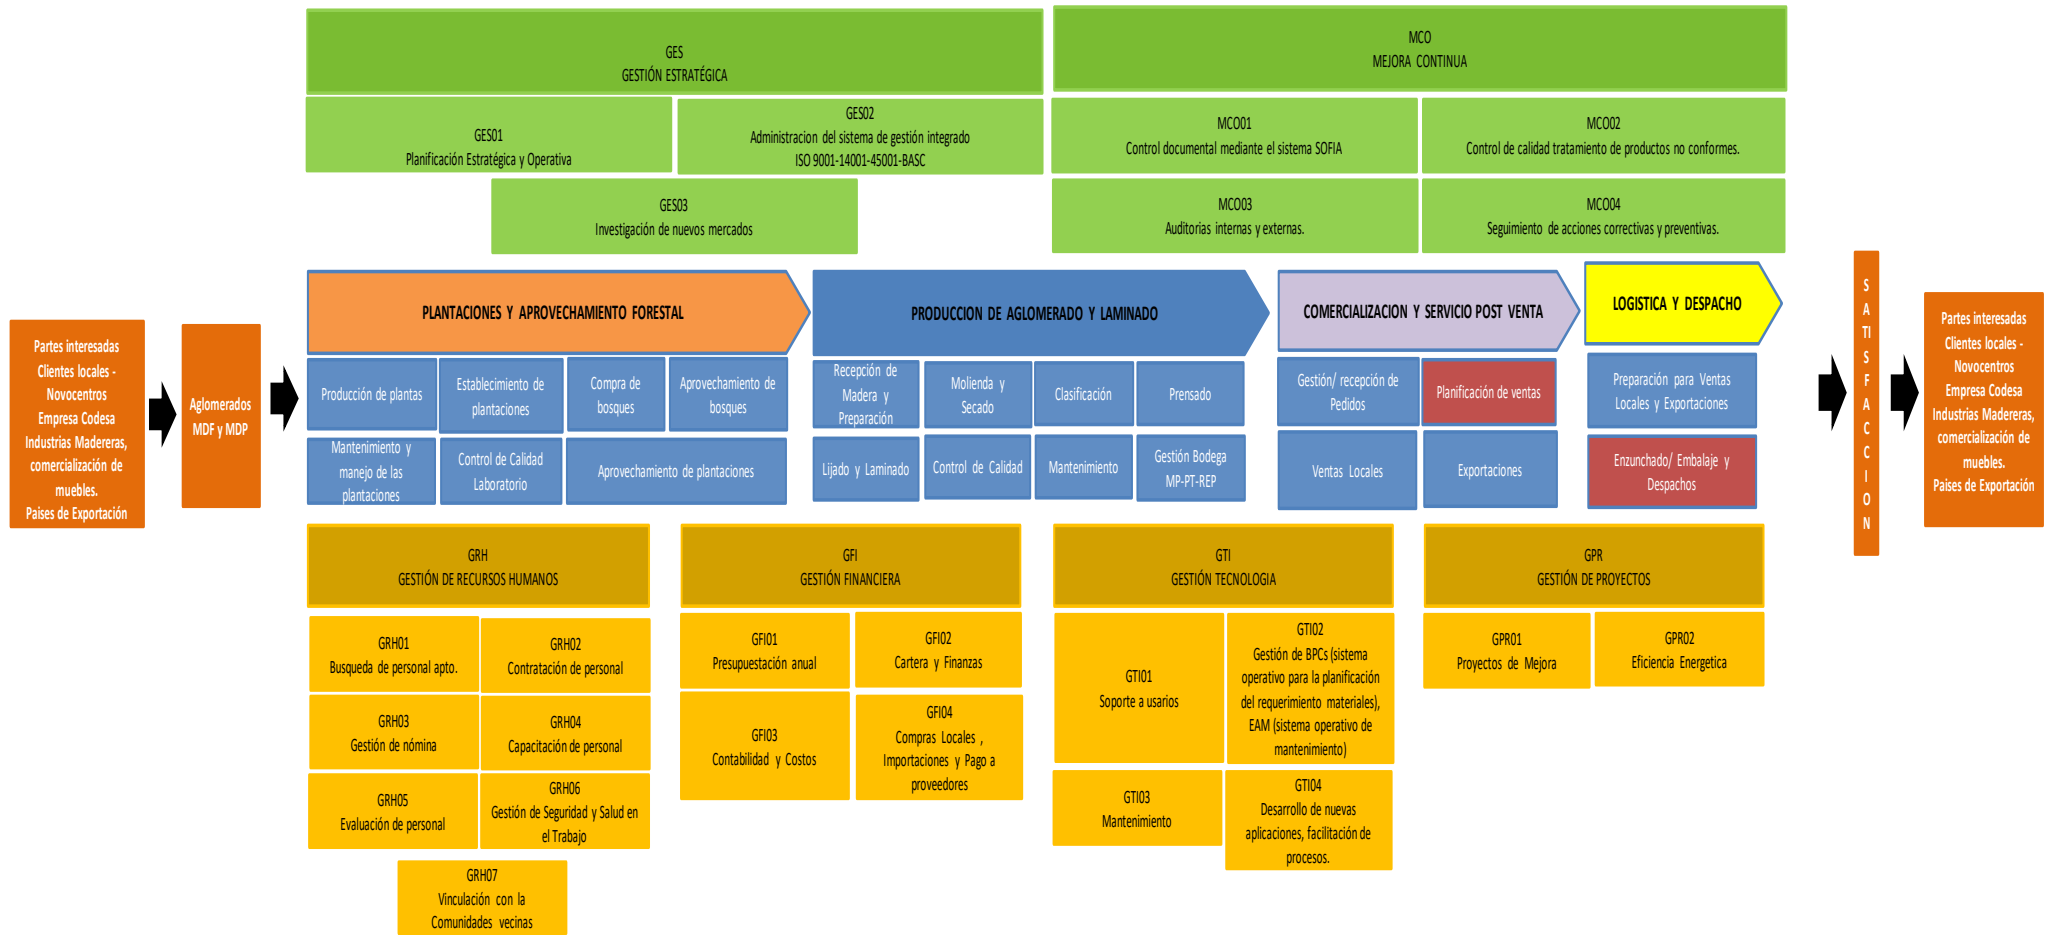 GES
GESTIÓN ESTRATÉGICA
MCO
MEJORA CONTINUA
GES01
Planificación Estratégica y Operativa
GES02
Administracion del sistema de gestión integrado
ISO 9001-14001-45001-BASC
MCO01
Control documental mediante el sistema SOFIA
MCO02
Control de calidad tratamiento de productos no conformes.
GES03
Investigación de nuevos mercados
MCO03
Auditorias internas y externas.
MCO04
Seguimiento de acciones correctivas y preventivas.
Partes interesadas
Clientes locales -
Novocentros
Empresa Codesa
Industrias Madereras,
comercialización de
muebles.
Paises de Exportación
Aglomerados
MDF y MDP
PLANTACIONES Y APROVECHAMIENTO FORESTAL
PRODUCCION DE AGLOMERADO Y LAMINADO
COMERCIALIZACION Y SERVICIO POST VENTA
LOGISTICA Y DESPACHO
Producción de plantas
Establecimiento de
plantaciones
Compra de
bosques
Aprovechamiento de
bosques
Mantenimiento y
manejo de las
plantaciones
Control de Calidad
Laboratorio
Aprovechamiento de plantaciones
Recepción de
Madera y
Preparación
Molienda y
Secado
Clasificación
Prensado
Lijado y Laminado
Control de Calidad
Mantenimiento
Gestión Bodega
MP-PT-REP
Gestión/ recepción de
Pedidos
Planificación de ventas
Ventas Locales
Exportaciones
Preparación para Ventas
Locales y Exportaciones
Enzunchado/ Embalaje y
Despachos
S
A
TI
S
F
A
C
C
I
O
N
Partes interesadas
Clientes locales -
Novocentros
Empresa Codesa
Industrias Madereras,
comercialización de
muebles.
Paises de Exportación
GRH
GESTIÓN DE RECURSOS HUMANOS
GFI
GESTIÓN FINANCIERA
GTI
GESTIÓN TECNOLOGIA
GPR
GESTIÓN DE PROYECTOS
GRH01
Busqueda de personal apto.
GRH02
Contratación de personal
GRH03
Gestión de nómina
GRH04
Capacitación de personal
GRH05
Evaluación de personal
GRH06
Gestión de Seguridad y Salud en
el Trabajo
GRH07
Vinculación con la
Comunidades vecinas
GFI01
Presupuestación anual
GFI02
Cartera y Finanzas
GFI03
Contabilidad y Costos
GFI04
Compras Locales ,
Importaciones y Pago a
proveedores
GTI01
Soporte a usarios
GTI02
Gestión de BPCs (sistema
operativo para la planificación
del requerimiento materiales),
EAM (sistema operativo de
mantenimiento)
GTI03
Mantenimiento
GTI04
Desarrollo de nuevas
aplicaciones, facilitación de
procesos.
GPR01
Proyectos de Mejora
GPR02
Eficiencia Energetica